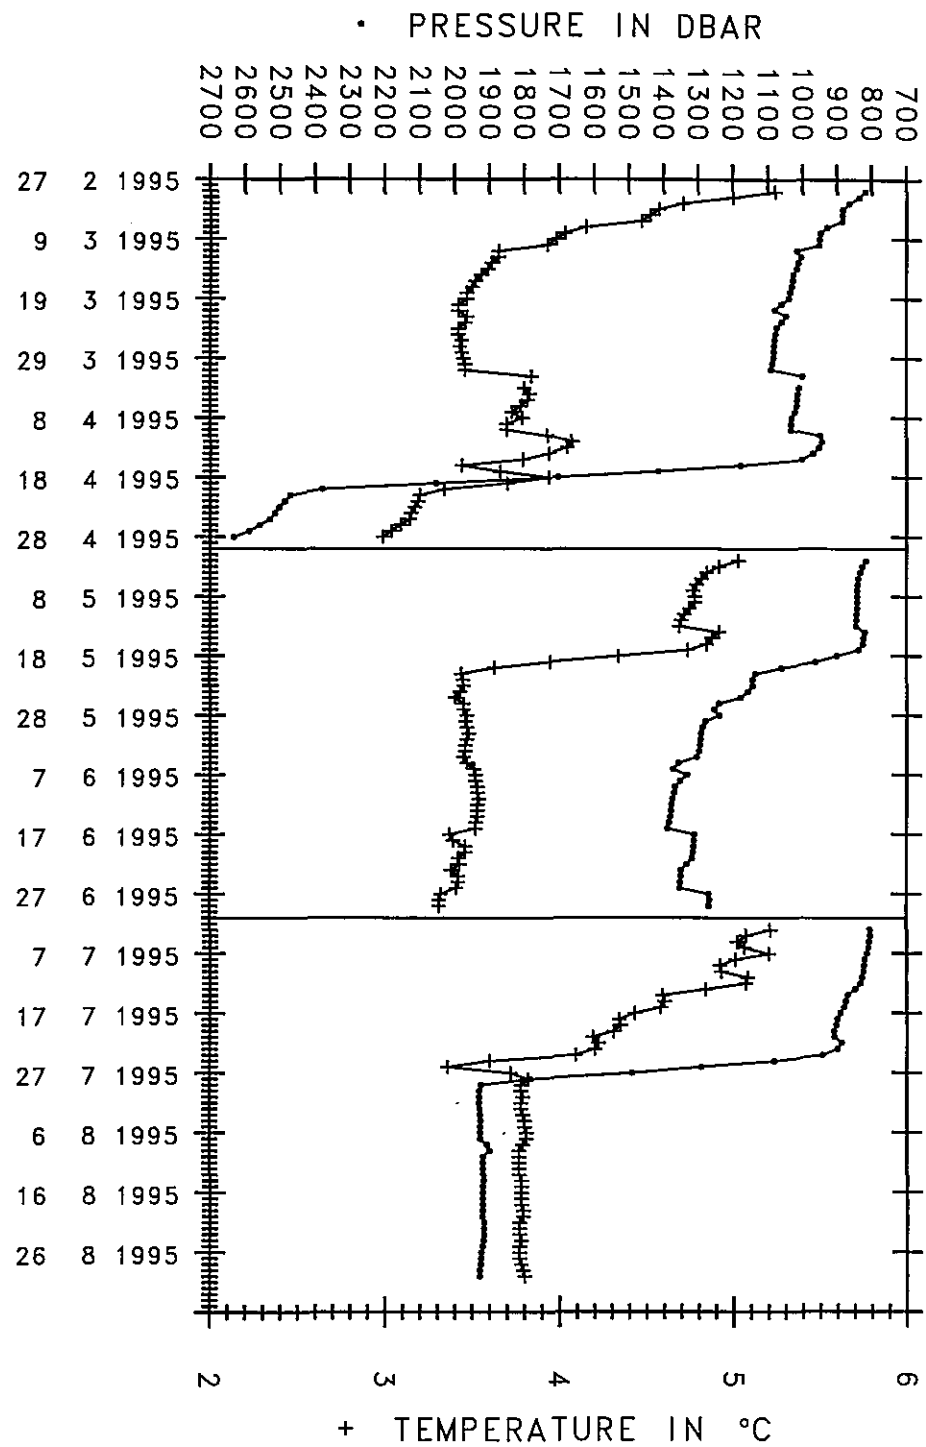 • PRESSURE IN DBAR
2700 2600 2500 2400 2300 2200 2100 2000 1900 1800 1700 1600 1500 1400 1300 1200 1100 1000 900 800 700
27 2 1995
9 3 1995
19 3 1995
29 3 1995
8 4 1995
18 4 1995
28 4 1995
8 5 1995
18 5 1995
28 5 1995
7 6 1995
17 6 1995
27 6 1995
7 7 1995
17 7 1995
27 7 1995
6 8 1995
16 8 1995
26 8 1995
2 3 4 5 6
+ TEMPERATURE IN °C